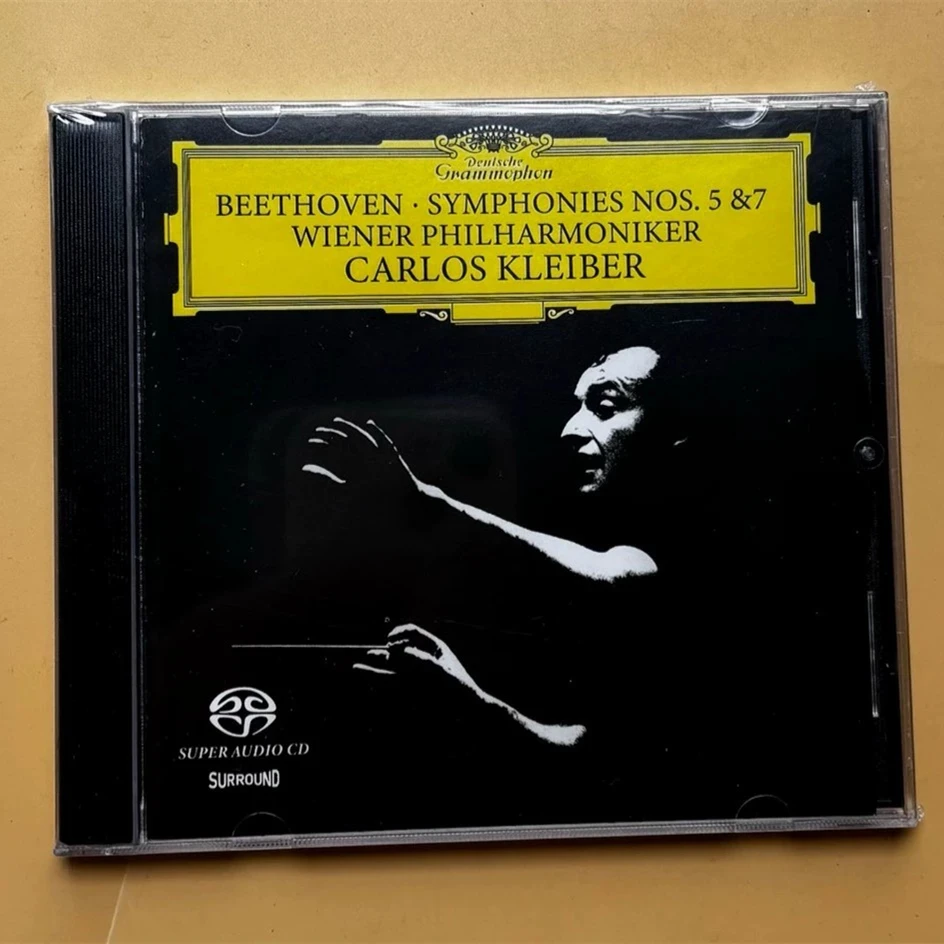 Deutsche
Grammophon
BEETHOVEN · SYMPHONIES NOS. 5 &7
WIENER PHILHARMONIKER
CARLOS KLEIBER
SUPER AUDIO CD
SURROUND